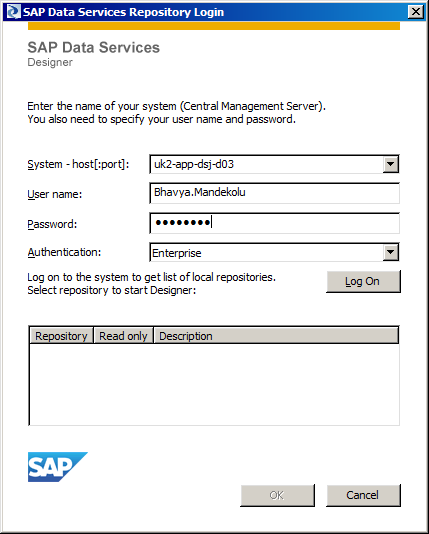 SAP Data Services Repository Login
SAP Data Services
Designer
Enter the name of your system (Central Management Server).
You also need to specify your user name and password.
System - host[:port]: uk2-app-dsj-d03
User name: Bhavya.Mandekolu
Password: ●●●●●●●●
Authentication: Enterprise
Log on to the system to get list of local repositories.
Select repository to start Designer:
Log On
Repository Read only Description
SAP
OK Cancel